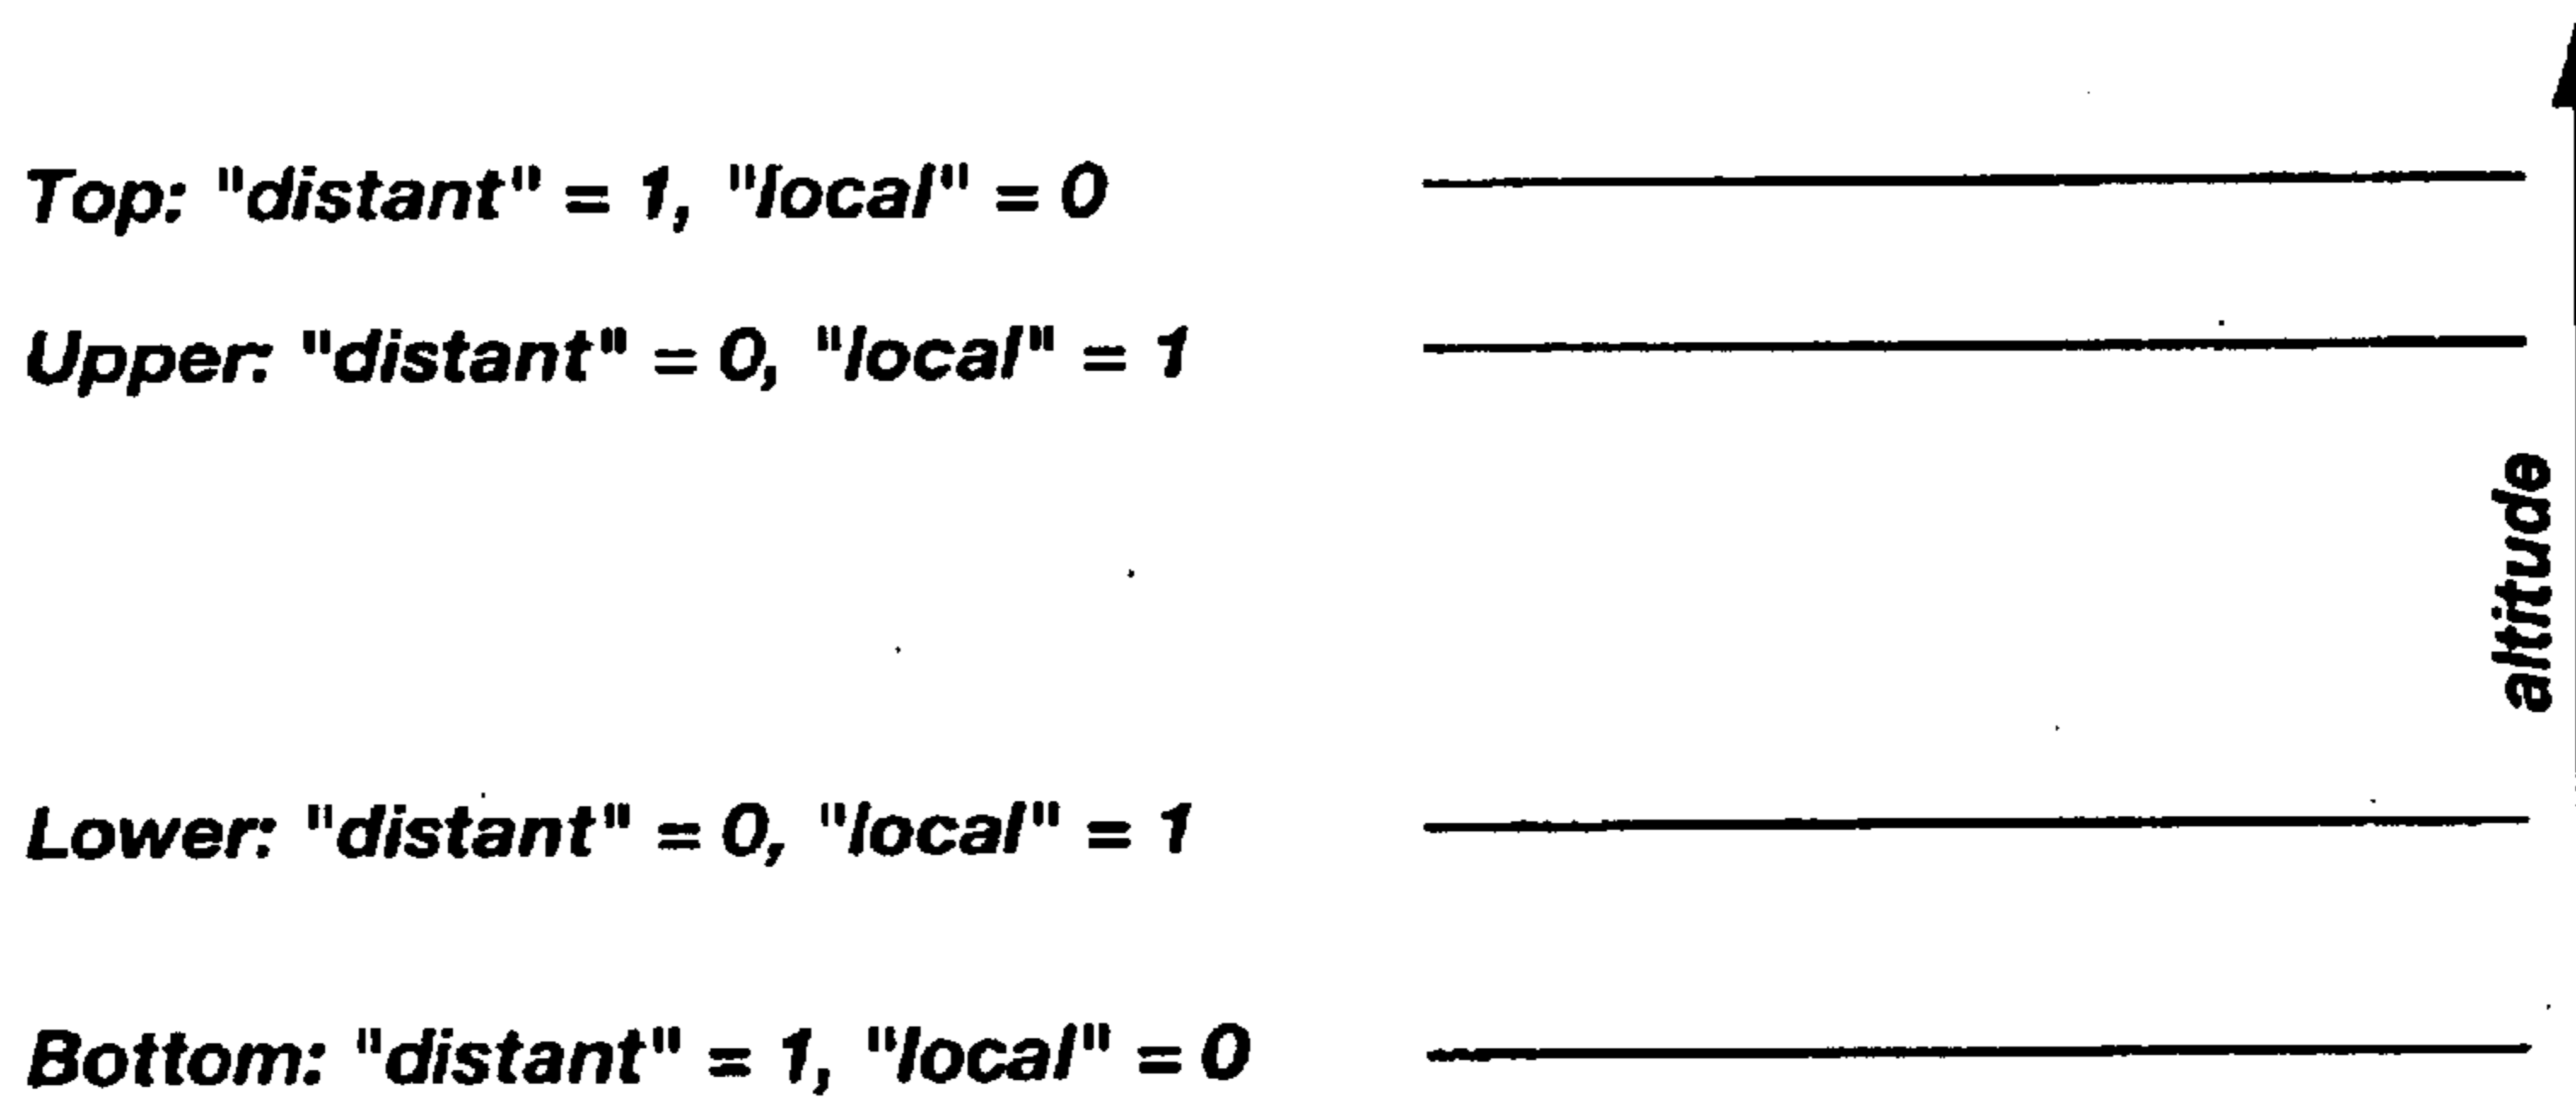 Top: "distant" = 1, "local" = 0
Upper: "distant" = 0, "local" = 1
altitude
Lower: "distant" = 0, "local" = 1
Bottom: "distant" = 1, "local" = 0